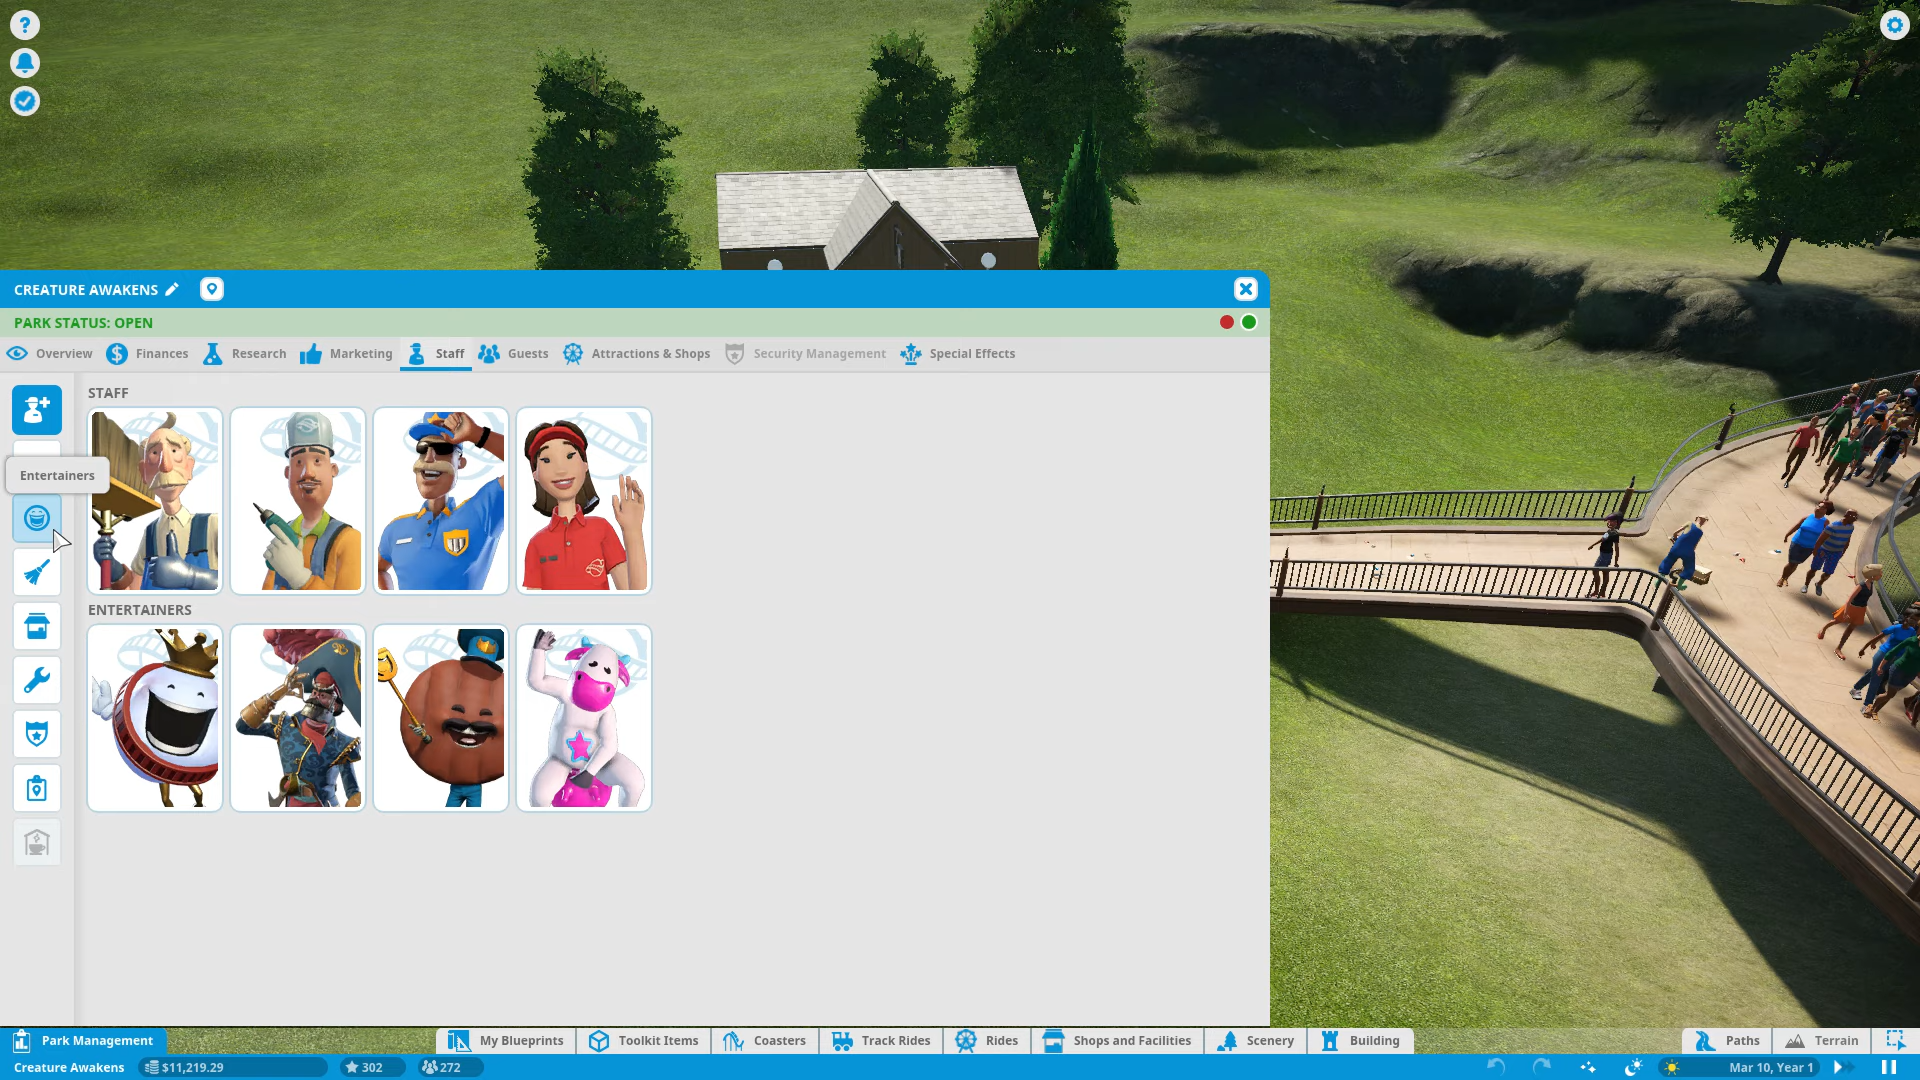 CREATURE AWAKENS
PARK STATUS: OPEN
Overview
Finances
Research
Marketing
Staff
Guests
Attractions & Shops
Security Management
Special Effects
STAFF
Entertainers
ENTERTAINERS
Park Management
My Blueprints
Toolkit Items
Coasters
Track Rides
Rides
Shops and Facilities
Scenery
Building
Paths
Terrain
Creature Awakens
$11,219.29
302
272
Mar 10, Year 1